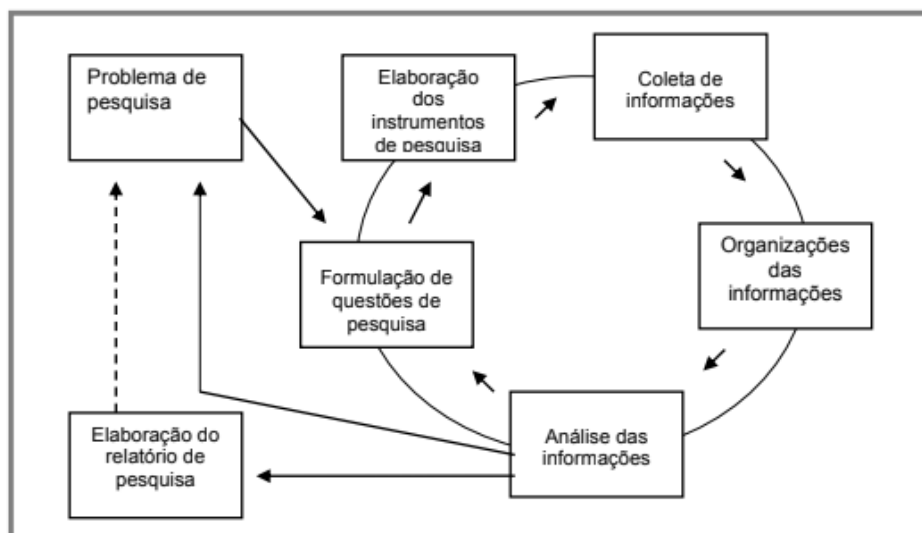 Problema de
pesquisa
Elaboração
dos
instrumentos
de pesquisa
Coleta de
informações
Organizações
das
informações
Formulação de
questões de
pesquisa
Análise das
informações
Elaboração do
relatório de
pesquisa